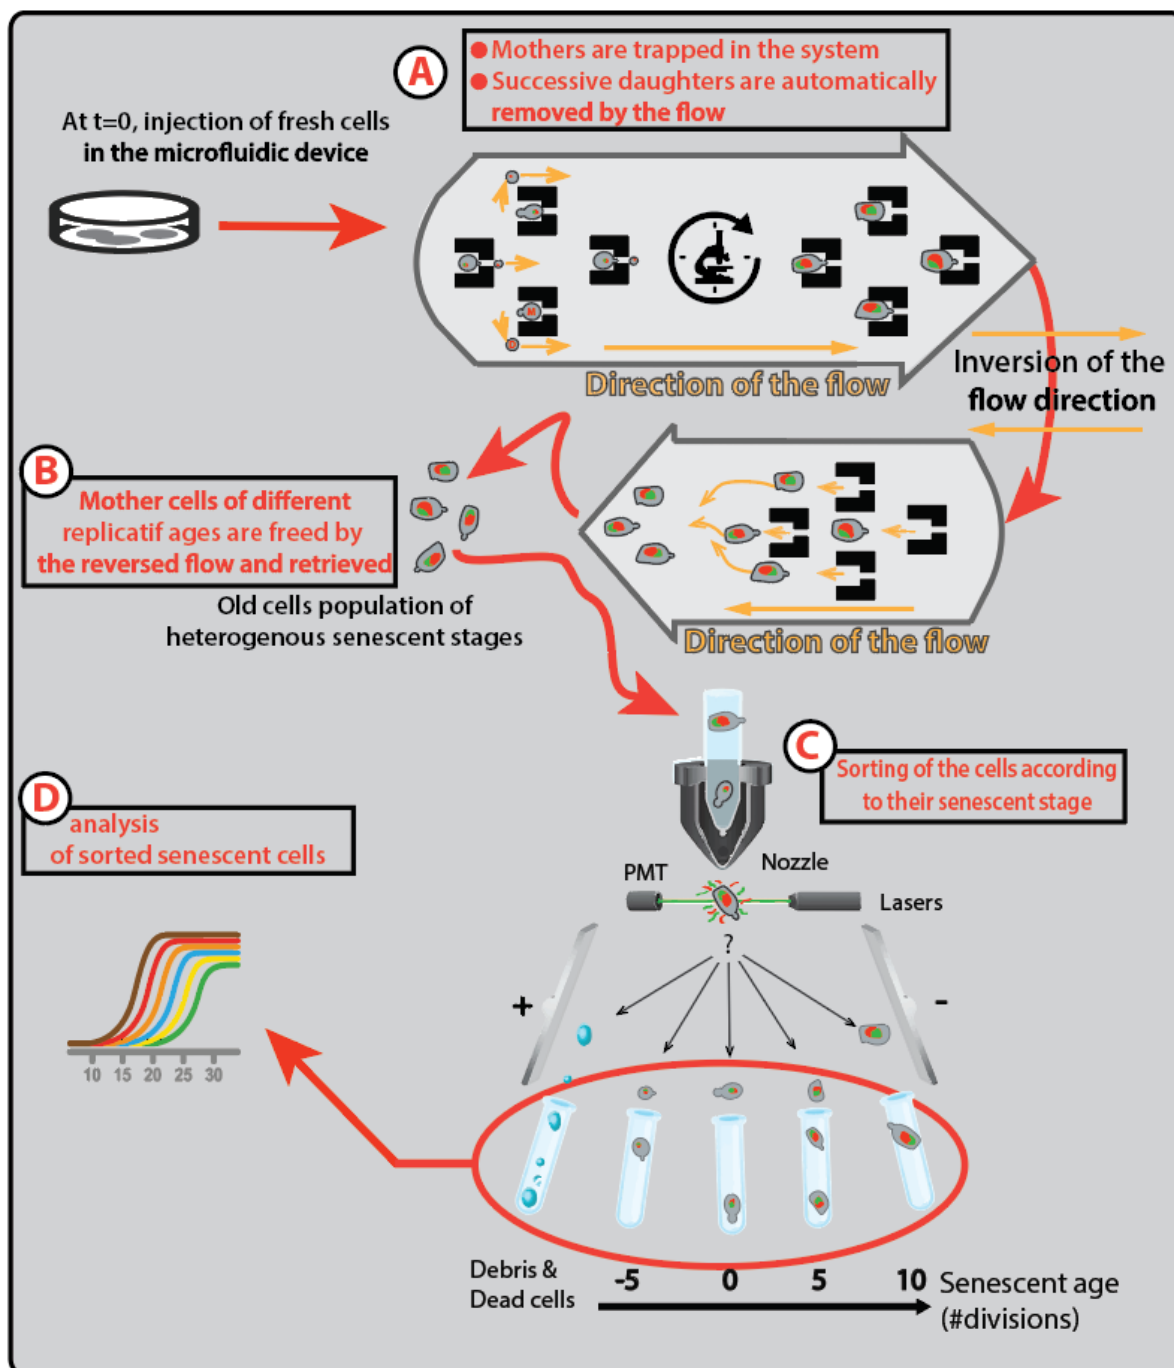 A
● Mothers are trapped in the system
● Successive daughters are automatically
removed by the flow
At t=0, injection of fresh cells
in the microfluidic device
M
D
Direction of the flow
Inversion of the
flow direction
B
Mother cells of different
replicatif ages are freed by
the reversed flow and retrieved
Old cells population of
heterogenous senescent stages
Direction of the flow
C
Sorting of the cells according
to their senescent stage
D
analysis
of sorted senescent cells
PMT
Nozzle
Lasers
?
+
-
10 15 20 25 30
Debris &
Dead cells
-5 0 5 10
Senescent age
(#divisions)